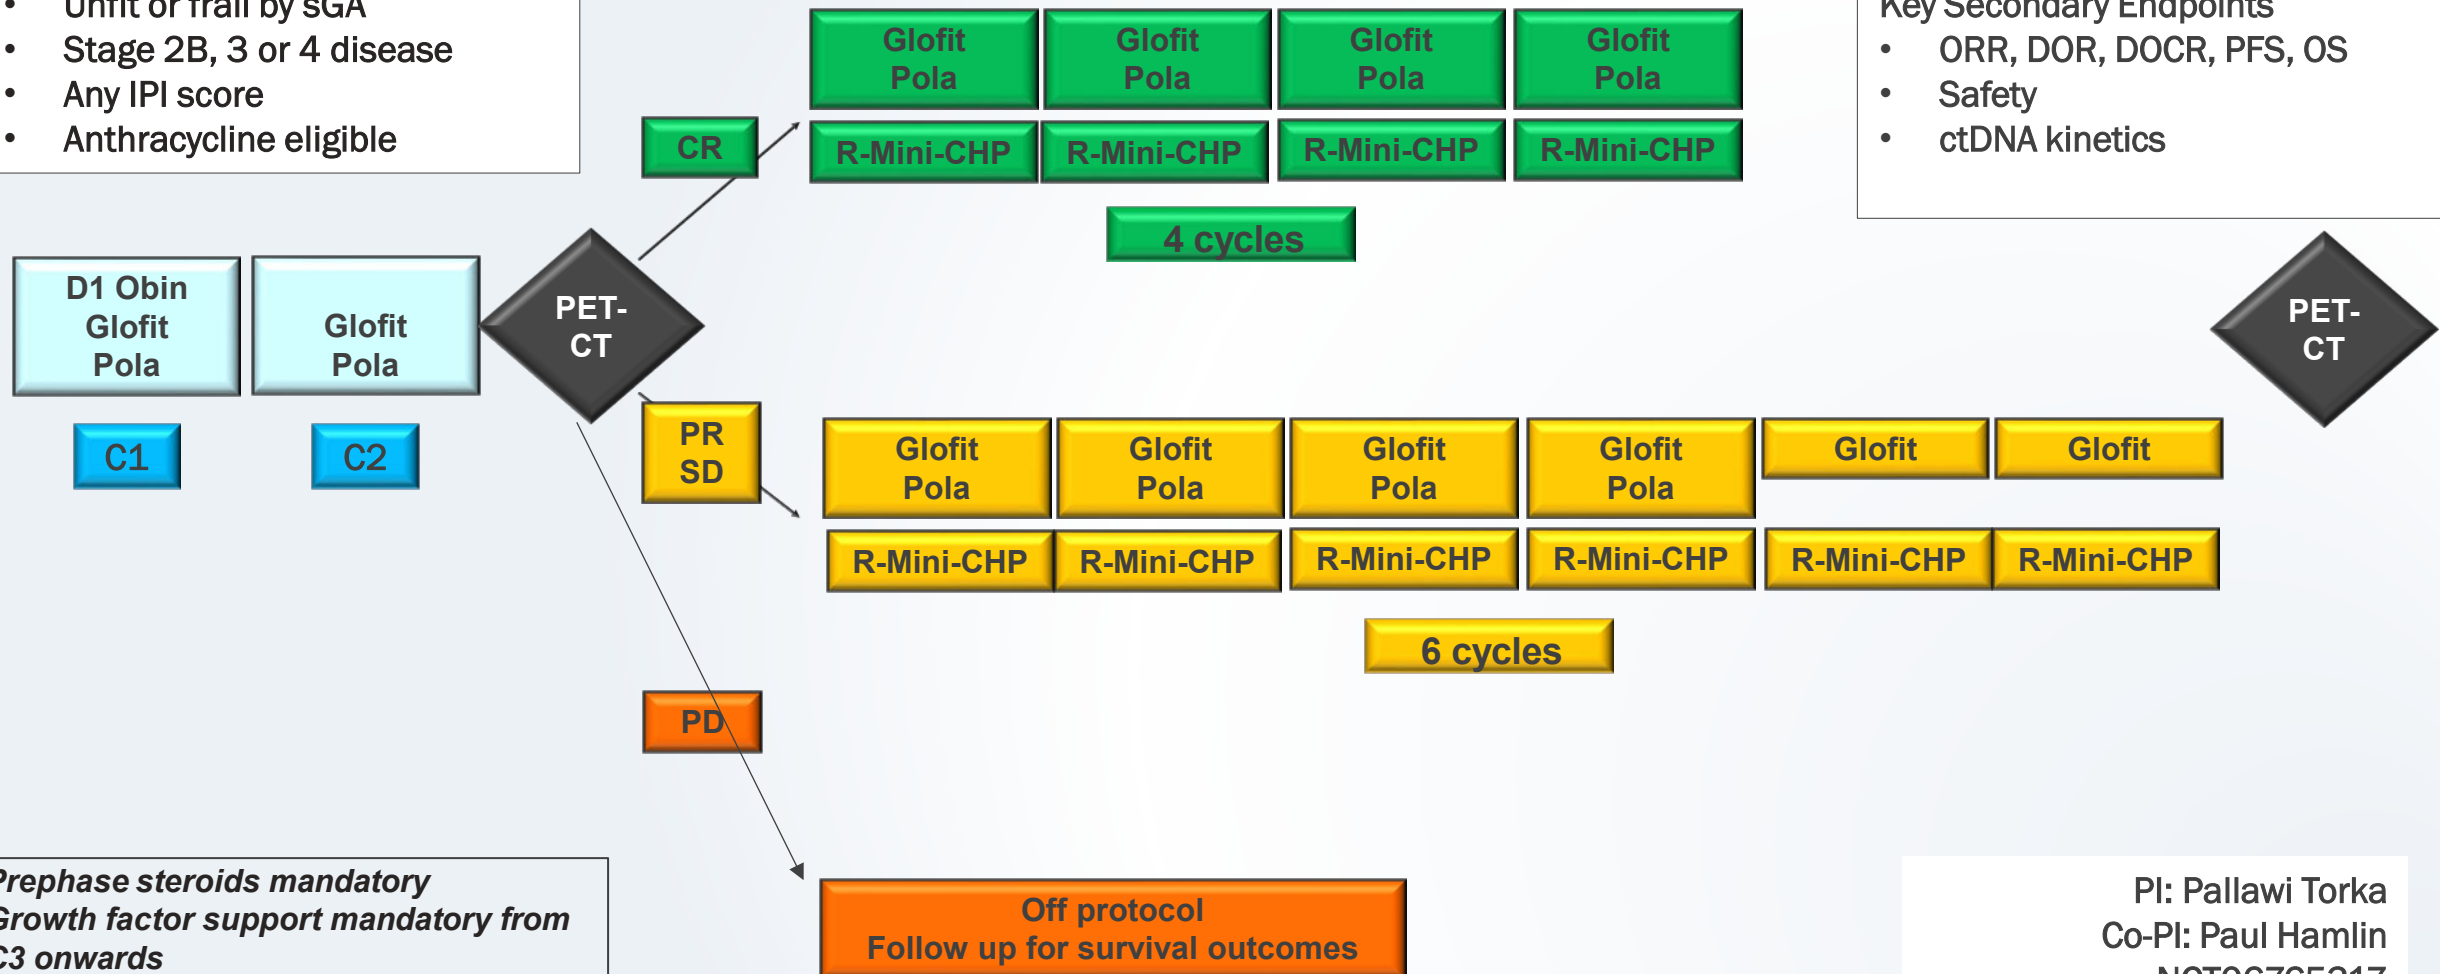 Unfit or frail by sGA
• Stage 2B, 3 or 4 disease
• Any IPI score
• Anthracycline eligible
Key Secondary Endpoints
• ORR, DOR, DOCR, PFS, OS
• Safety
• ctDNA kinetics
Glofit
Pola
Glofit
Pola
Glofit
Pola
Glofit
Pola
CR
R-Mini-CHP
R-Mini-CHP
R-Mini-CHP
R-Mini-CHP
4 cycles
D1 Obin
Glofit
Pola
Glofit
Pola
PET-
CT
PET-
CT
C1
C2
PR
SD
Glofit
Pola
Glofit
Pola
Glofit
Pola
Glofit
Pola
Glofit
Glofit
R-Mini-CHP
R-Mini-CHP
R-Mini-CHP
R-Mini-CHP
R-Mini-CHP
R-Mini-CHP
6 cycles
PD
Off protocol
Follow up for survival outcomes
Prephase steroids mandatory
Growth factor support mandatory from
C3 onwards
PI: Pallawi Torka
Co-PI: Paul Hamlin